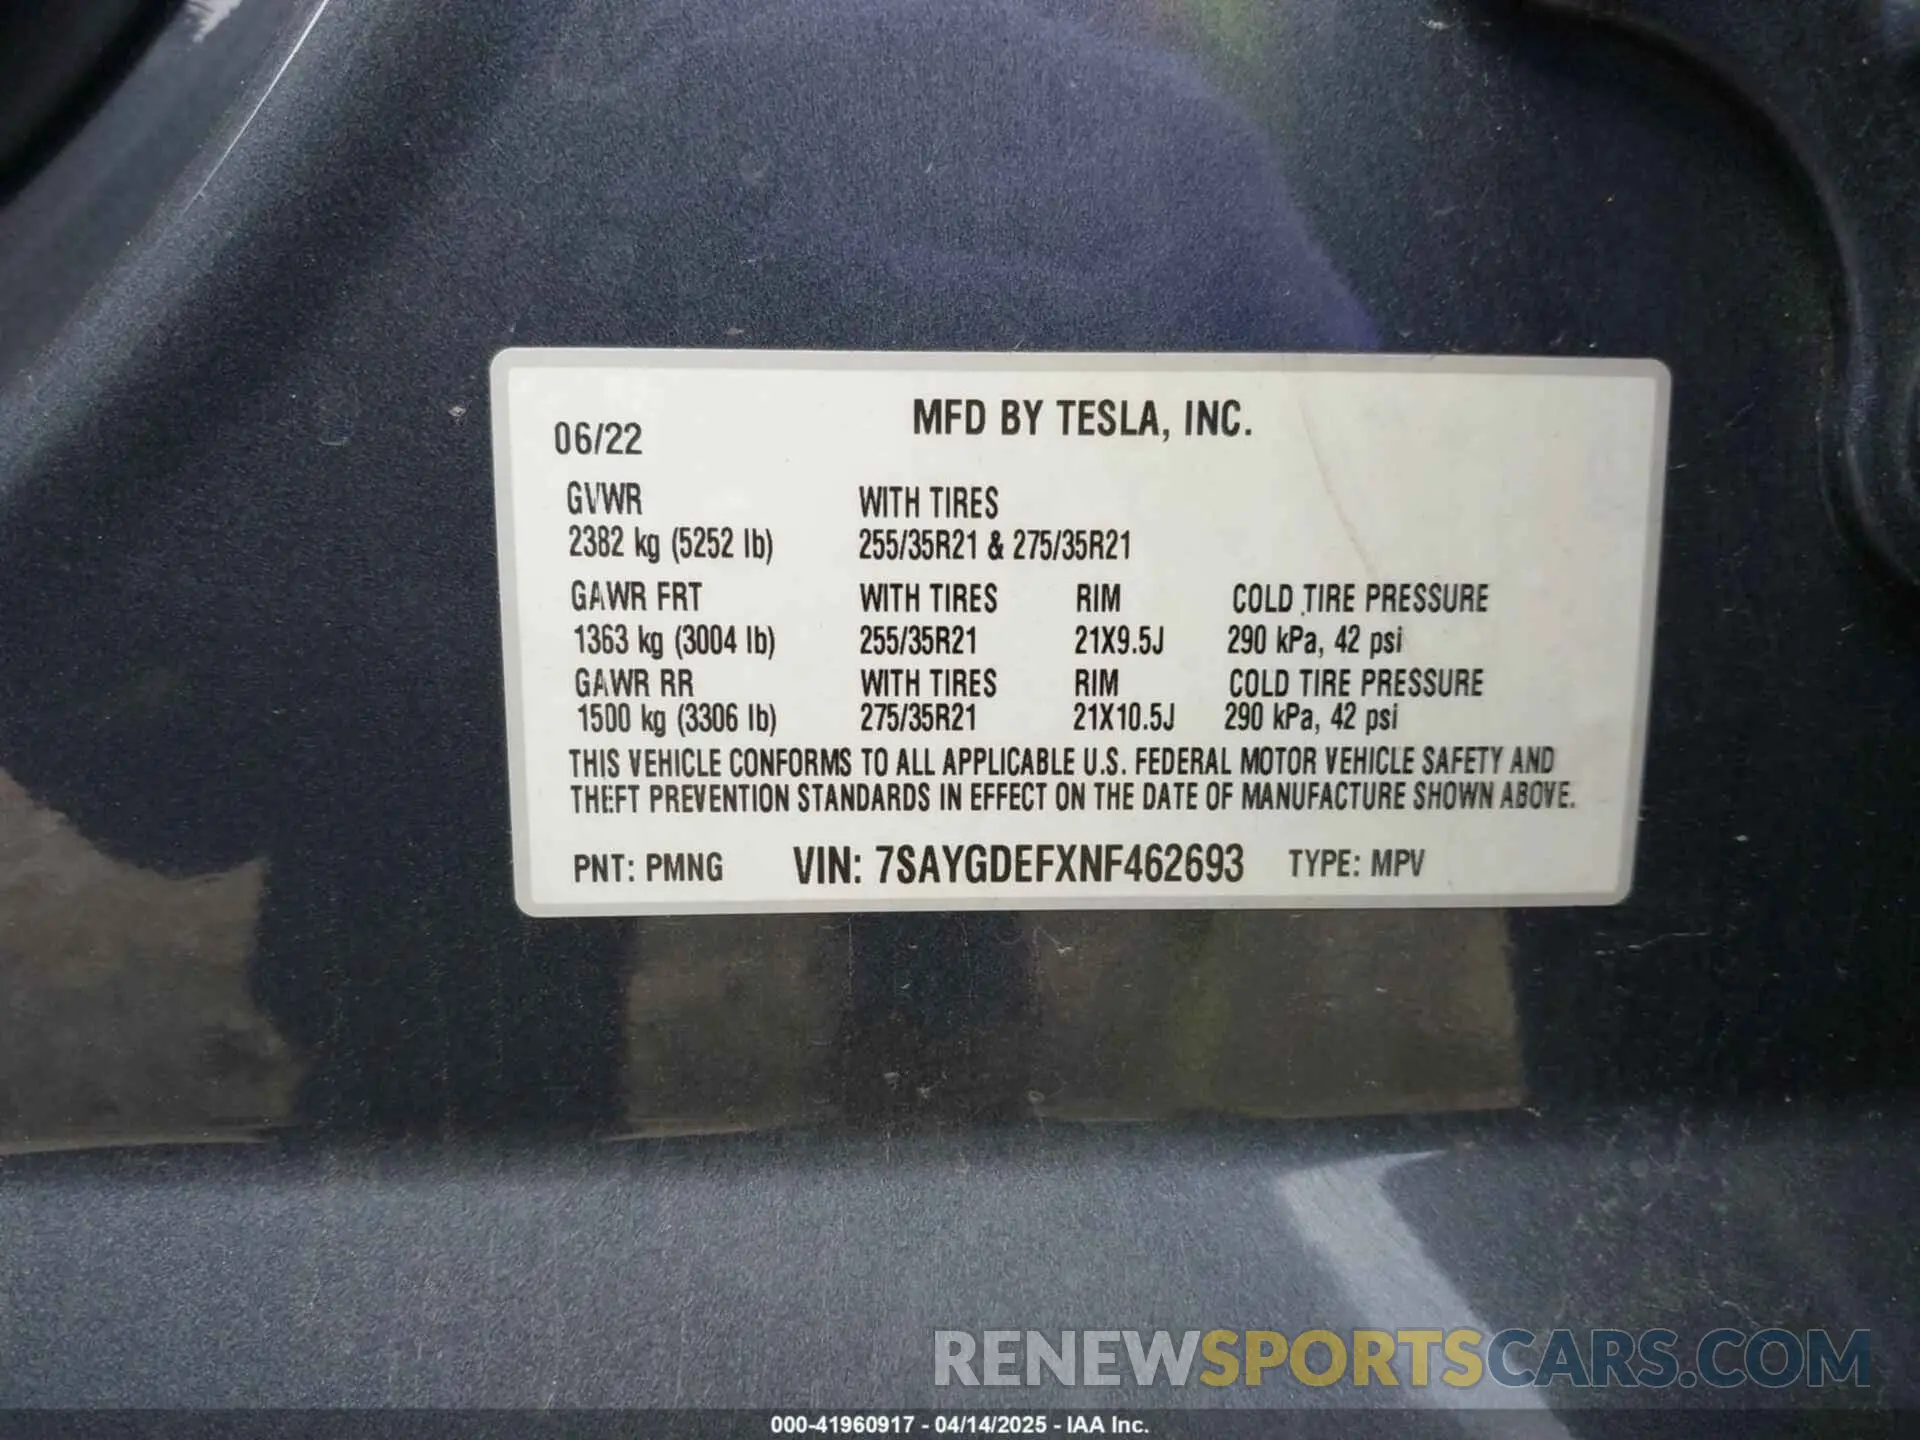 MFD BY TESLA, INC.
06/22
GVWR WITH TIRES
2382 kg (5252 lb) 255/35R21 & 275/35R21
GAWR FRT WITH TIRES RIM COLD TIRE PRESSURE
1363 kg (3004 lb) 255/35R21 21X9.5J 290 kPa, 42 psi
GAWR RR WITH TIRES RIM COLD TIRE PRESSURE
1500 kg (3306 lb) 275/35R21 21X10.5J 290 kPa, 42 psi
THIS VEHICLE CONFORMS TO ALL APPLICABLE U.S. FEDERAL MOTOR VEHICLE SAFETY AND
THEFT PREVENTION STANDARDS IN EFFECT ON THE DATE OF MANUFACTURE SHOWN ABOVE.
PNT: PMNG VIN: 7SAYGDEFXNF462693 TYPE: MPV
RENEWSPORTSCARS.COM
000-41960917 - 04/14/2025 - IAA Inc.